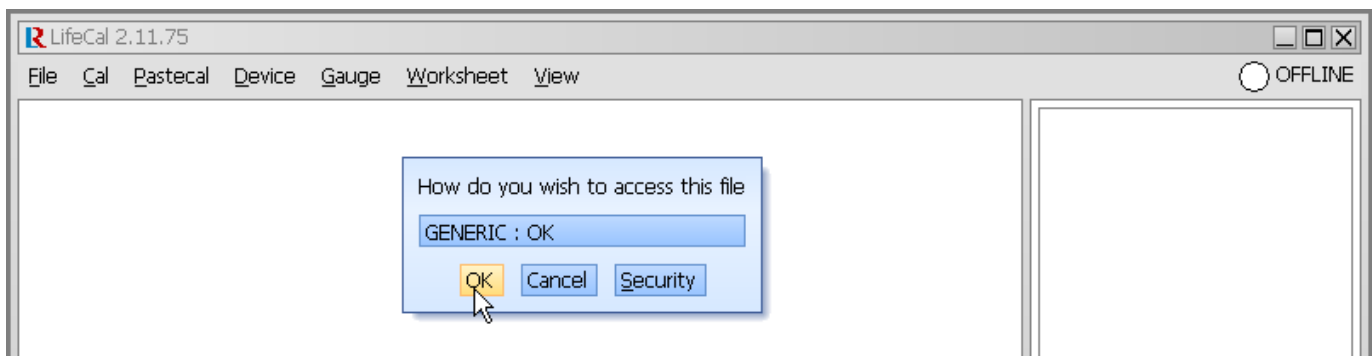 LifeCal 2.11.75
File Cal Pastecal Device Gauge Worksheet View OFFLINE
How do you wish to access this file
GENERIC : OK
OK Cancel Security